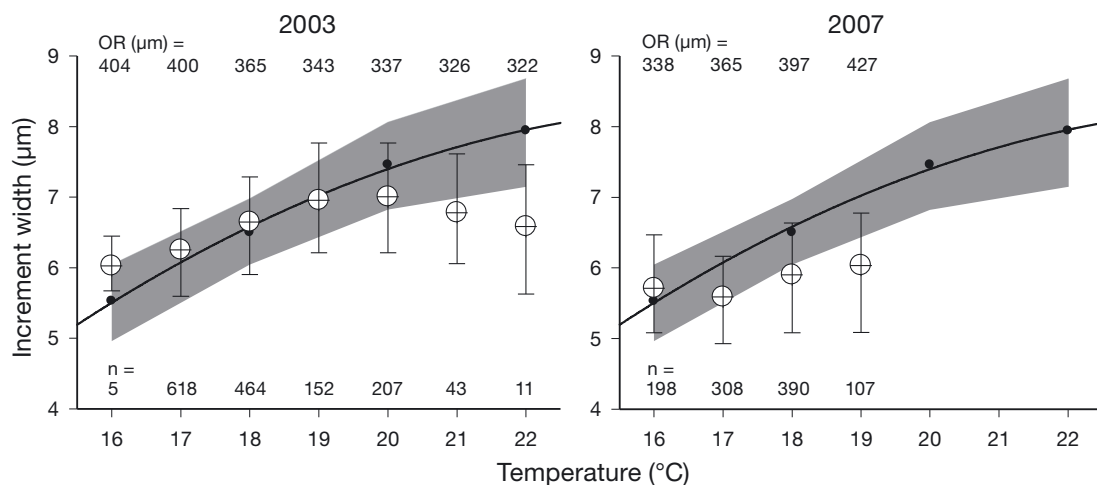 2003
OR (µm) =
404 400 365 343 337 326 322
9
8
7
6
5
4
Increment width (µm)
n =
5 618 464 152 207 43 11
16 17 18 19 20 21 22
2007
OR (µm) =
338 365 397 427
9
8
7
6
5
4
n =
198 308 390 107
16 17 18 19 20 21 22
Temperature (°C)